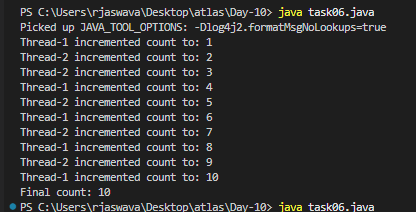 PS C:\Users\rjaswava\Desktop\atlas\Day-10> java task06.java
Picked up JAVA_TOOL_OPTIONS: -Dlog4j2.formatMsgNoLookups=true
Thread-1 incremented count to: 1
Thread-2 incremented count to: 2
Thread-2 incremented count to: 3
Thread-1 incremented count to: 4
Thread-2 incremented count to: 5
Thread-1 incremented count to: 6
Thread-2 incremented count to: 7
Thread-1 incremented count to: 8
Thread-2 incremented count to: 9
Thread-1 incremented count to: 10
Final count: 10
PS C:\Users\rjaswava\Desktop\atlas\Day-10> java task06.java